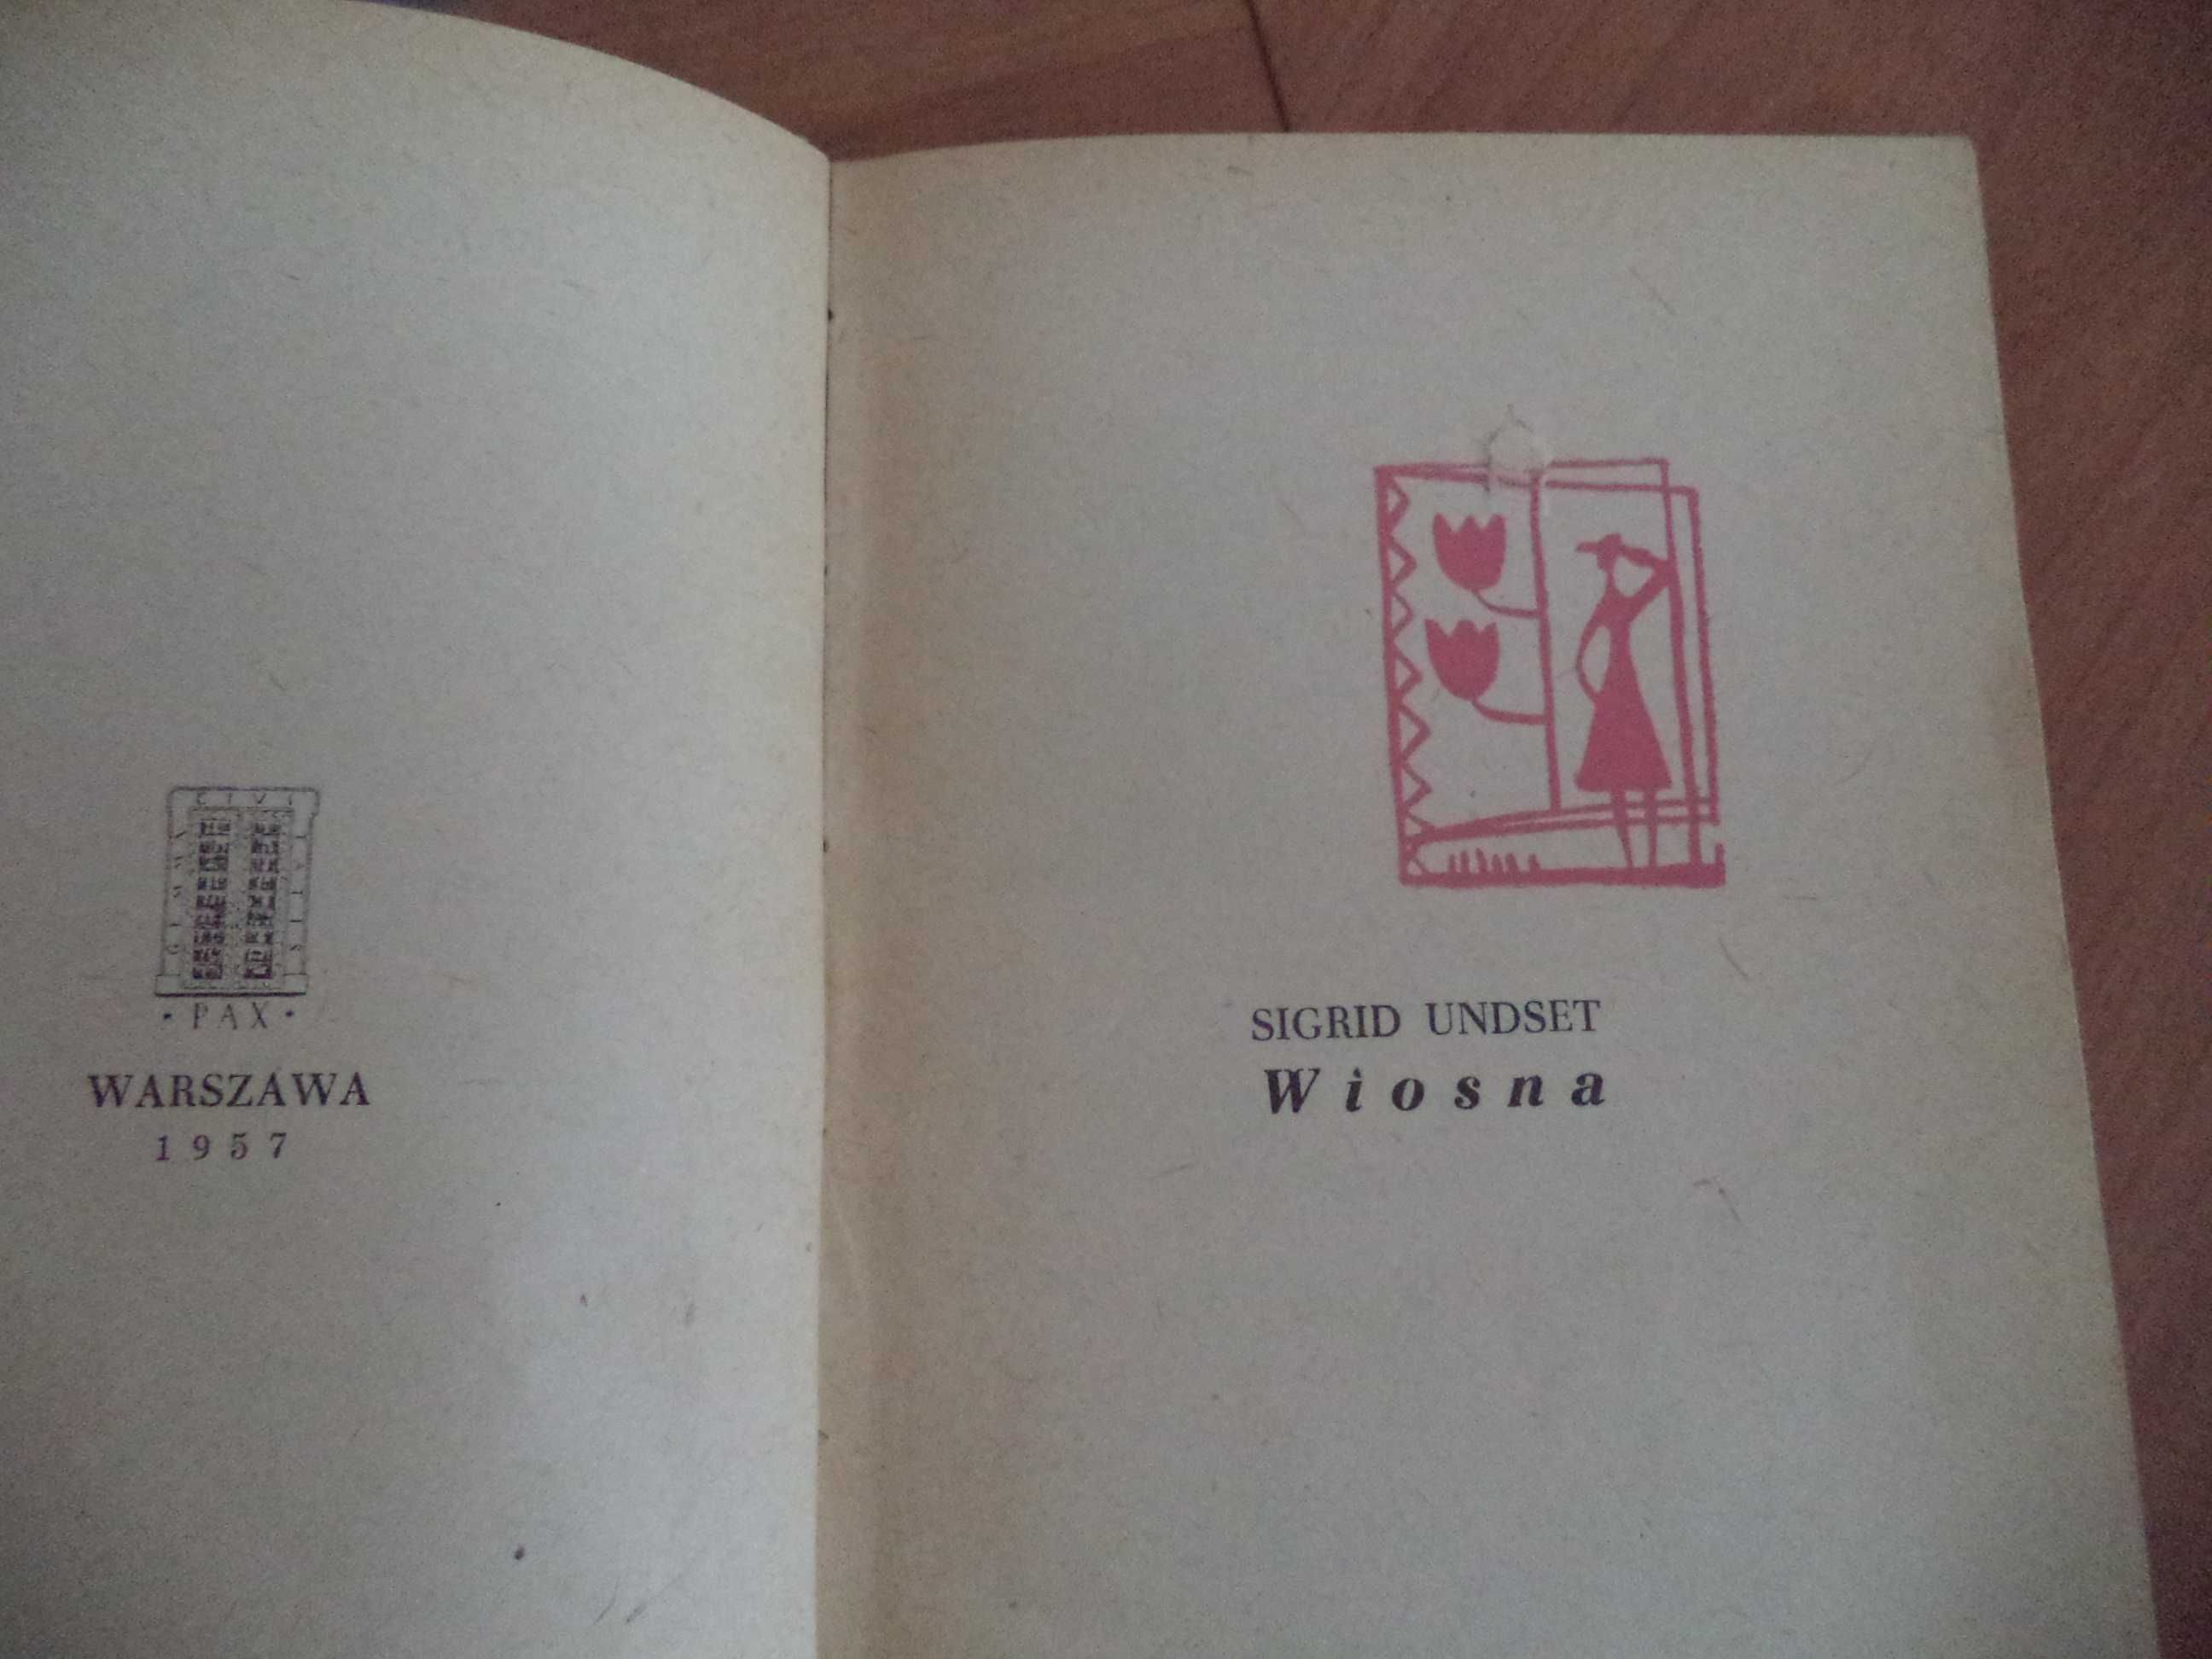 PAX
WARSZAWA
1957
SIGRID UNDSET
Wiosna